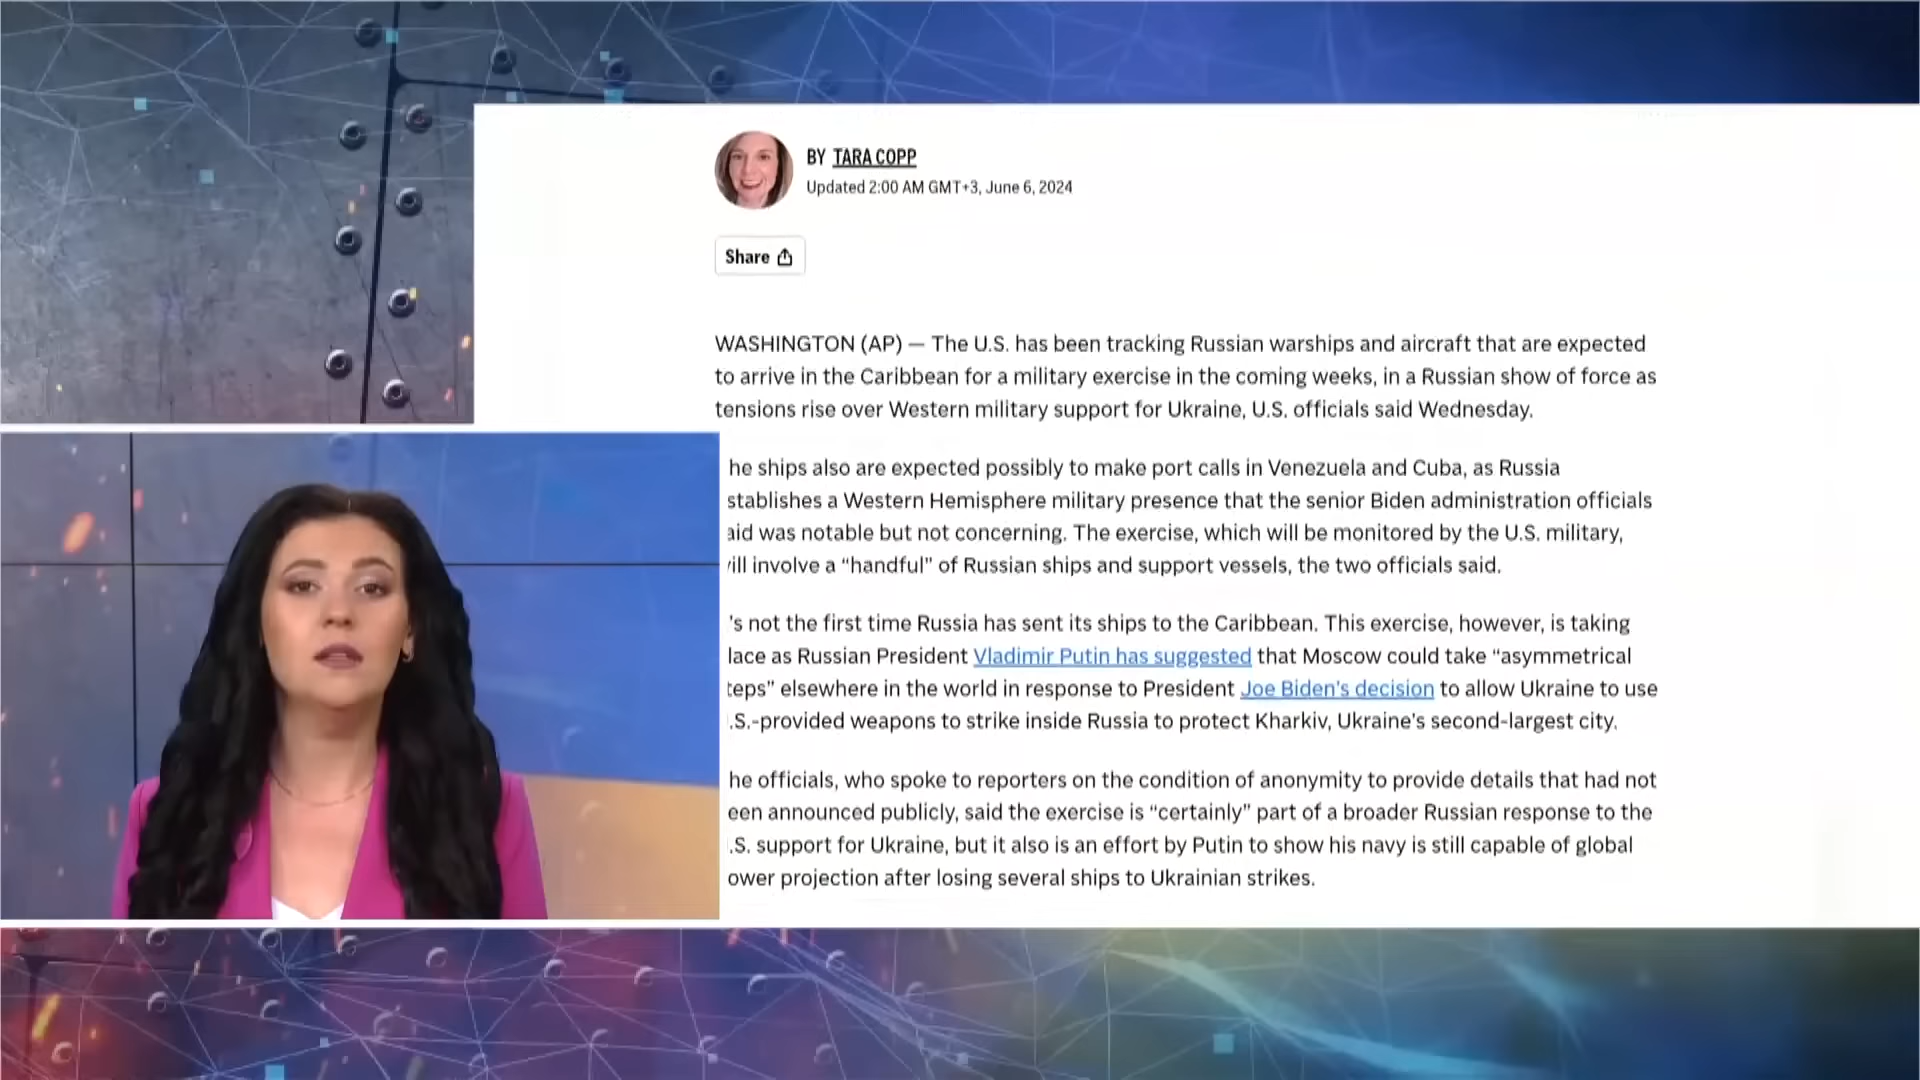 BY TARA COPP
Updated 2:00 AM GMT+3, June 6, 2024
Share
WASHINGTON (AP) — The U.S. has been tracking Russian warships and aircraft that are expected
to arrive in the Caribbean for a military exercise in the coming weeks, in a Russian show of force as
tensions rise over Western military support for Ukraine, U.S. officials said Wednesday.
he ships also are expected possibly to make port calls in Venezuela and Cuba, as Russia
stablishes a Western Hemisphere military presence that the senior Biden administration officials
aid was notable but not concerning. The exercise, which will be monitored by the U.S. military,
ill involve a “handful” of Russian ships and support vessels, the two officials said.
's not the first time Russia has sent its ships to the Caribbean. This exercise, however, is taking
lace as Russian President Vladimir Putin has suggested that Moscow could take “asymmetrical
teps” elsewhere in the world in response to President Joe Biden's decision to allow Ukraine to use
.S.-provided weapons to strike inside Russia to protect Kharkiv, Ukraine's second-largest city.
he officials, who spoke to reporters on the condition of anonymity to provide details that had not
een announced publicly, said the exercise is “certainly” part of a broader Russian response to the
.S. support for Ukraine, but it also is an effort by Putin to show his navy is still capable of global
ower projection after losing several ships to Ukrainian strikes.